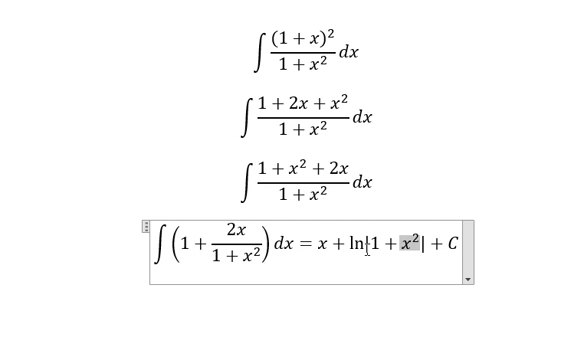 ∫ (1 + x)² / (1 + x²) dx
∫ (1 + 2x + x²) / (1 + x²) dx
∫ (1 + x² + 2x) / (1 + x²) dx
∫ (1 + 2x / (1 + x²)) dx = x + ln|1 + x²| + C